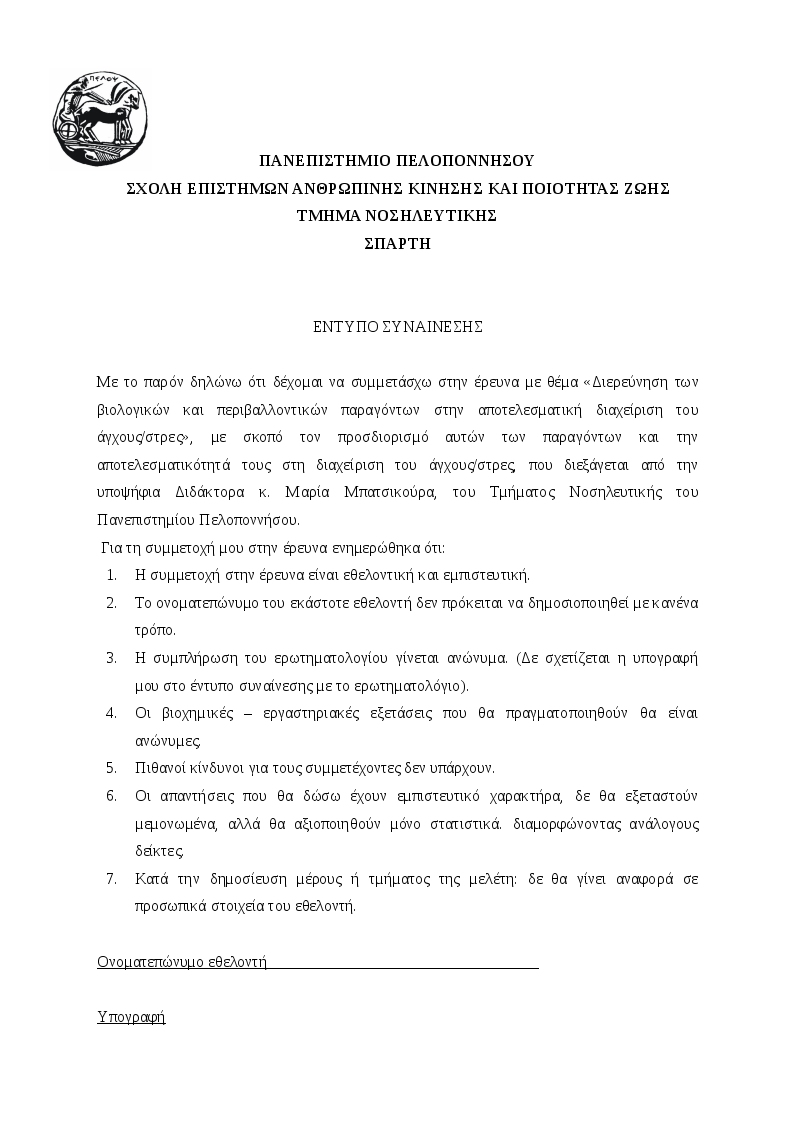 ΠΕΛΟΨ
ΠΑΝΕΠΙΣΤΗΜΙΟ ΠΕΛΟΠΟΝΝΗΣΟΥ
ΣΧΟΛΗ ΕΠΙΣΤΗΜΩΝ ΑΝΘΡΩΠΙΝΗΣ ΚΙΝΗΣΗΣ ΚΑΙ ΠΟΙΟΤΗΤΑΣ ΖΩΗΣ
ΤΜΗΜΑ ΝΟΣΗΛΕΥΤΙΚΗΣ
ΣΠΑΡΤΗ
ΕΝΤΥΠΟ ΣΥΝΑΙΝΕΣΗΣ
Με το παρόν δηλώνω ότι δέχομαι να συμμετάσχω στην έρευνα με θέμα «Διερεύνηση των
βιολογικών και περιβαλλοντικών παραγόντων στην αποτελεσματική διαχείριση του
άγχους/στρες», με σκοπό τον προσδιορισμό αυτών των παραγόντων και την
αποτελεσματικότητά τους στη διαχείριση του άγχους/στρες, που διεξάγεται από την
υποψήφια Διδάκτορα κ. Μαρία Μπατσικούρα, του Τμήματος Νοσηλευτικής του
Πανεπιστημίου Πελοποννήσου.
Για τη συμμετοχή μου στην έρευνα ενημερώθηκα ότι:
1. Η συμμετοχή στην έρευνα είναι εθελοντική και εμπιστευτική.
2. Το ονοματεπώνυμο του εκάστοτε εθελοντή δεν πρόκειται να δημοσιοποιηθεί με κανένα
τρόπο.
3. Η συμπλήρωση του ερωτηματολογίου γίνεται ανώνυμα. (Δε σχετίζεται η υπογραφή
μου στο έντυπο συναίνεσης με το ερωτηματολόγιο).
4. Οι βιοχημικές – εργαστηριακές εξετάσεις που θα πραγματοποιηθούν θα είναι
ανώνυμες.
5. Πιθανοί κίνδυνοι για τους συμμετέχοντες δεν υπάρχουν.
6. Οι απαντήσεις που θα δώσω έχουν εμπιστευτικό χαρακτήρα, δε θα εξεταστούν
μεμονωμένα, αλλά θα αξιοποιηθούν μόνο στατιστικά. διαμορφώνοντας ανάλογους
δείκτες.
7. Κατά την δημοσίευση μέρους ή τμήματος της μελέτη: δε θα γίνει αναφορά σε
προσωπικά στοιχεία του εθελοντή.
Ονοματεπώνυμο εθελοντή
Υπογραφή